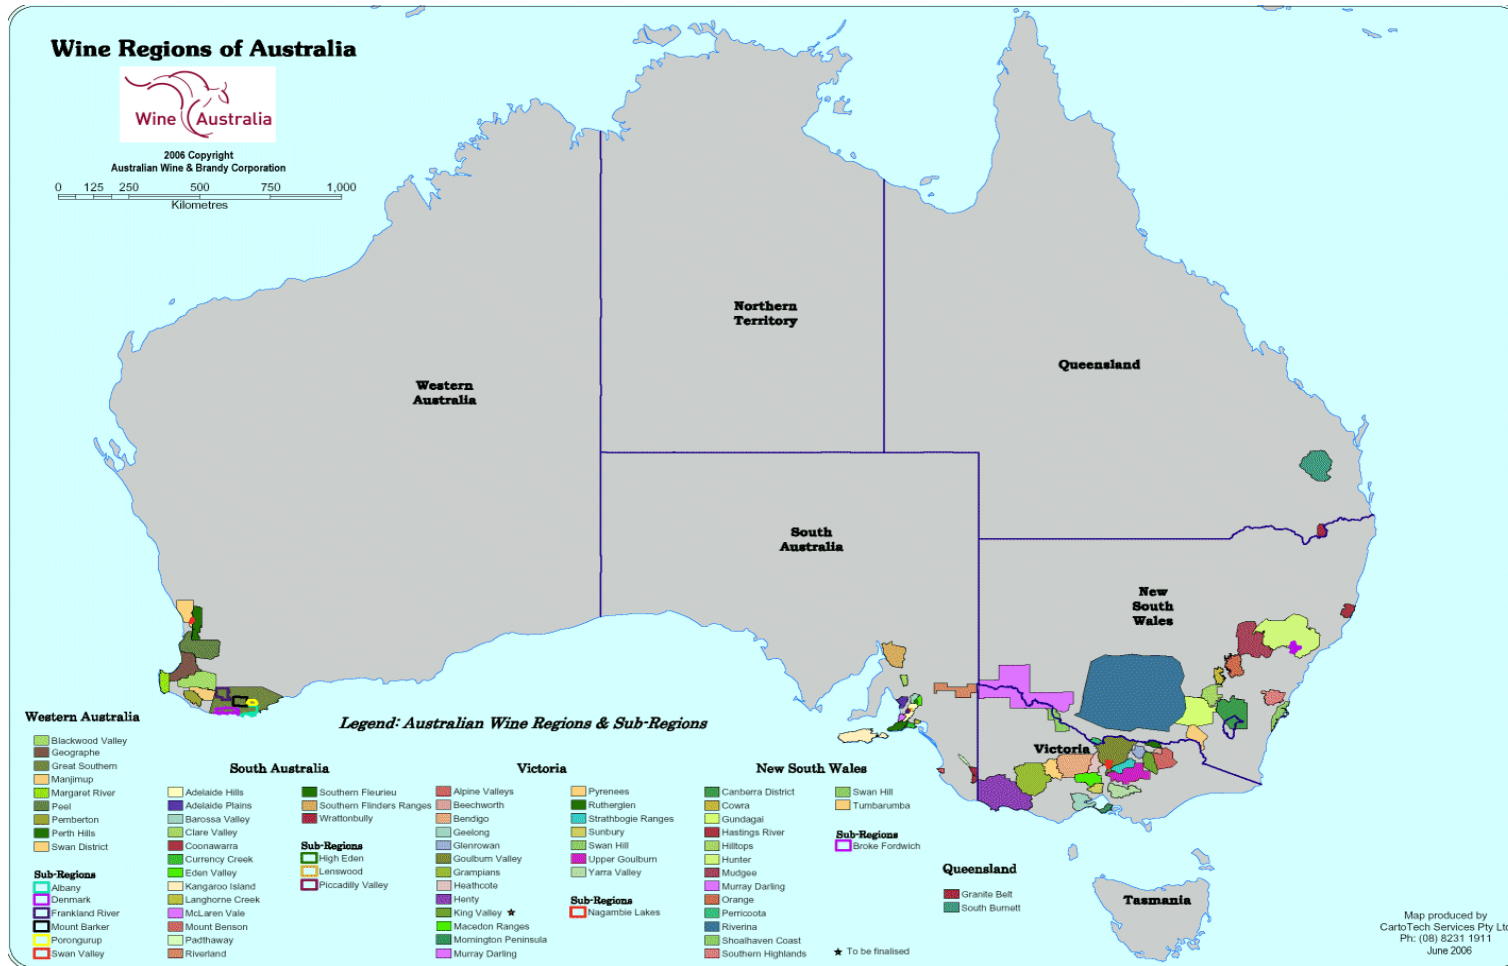 Wine Regions of Australia
Wine Australia
2006 Copyright
Australian Wine & Brandy Corporation
0 125 250 500 750 1,000
Kilometres
Northern
Territory
Queensland
Western
Australia
South
Australia
New
South
Wales
Victoria
Tasmania
Legend: Australian Wine Regions & Sub-Regions
Western Australia
Blackwood Valley
Geographe
Great Southern
Manjimup
Margaret River
Peel
Pemberton
Perth Hills
Swan District
Sub-Regions
Albany
Denmark
Frankland River
Mount Barker
Porongurup
Swan Valley
South Australia
Adelaide Hills
Adelaide Plains
Barossa Valley
Clare Valley
Coonawarra
Currency Creek
Eden Valley
Kangaroo Island
Langhorne Creek
McLaren Vale
Mount Benson
Padthaway
Riverland
Southern Fleurieu
Southern Flinders Ranges
Wrattonbully
Sub-Regions
High Eden
Lenswood
Piccadilly Valley
Victoria
Alpine Valleys
Beechworth
Bendigo
Geelong
Glenrowan
Goulburn Valley
Grampians
Heathcote
Henty
King Valley ★
Macedon Ranges
Mornington Peninsula
Murray Darling
Pyrenees
Rutherglen
Strathbogie Ranges
Sunbury
Swan Hill
Upper Goulburn
Yarra Valley
Sub-Regions
Nagambie Lakes
New South Wales
Canberra District
Cowra
Gundagai
Hastings River
Hilltops
Hunter
Mudgee
Murray Darling
Orange
Perricoota
Riverina
Shoalhaven Coast
Southern Highlands
Swan Hill
Tumbarumba
Sub-Regions
Broke Fordwich
★ To be finalised
Queensland
Granite Belt
South Burnett
Map produced by
CartoTech Services Pty Ltd
Ph: (08) 8231 1911
June 2006